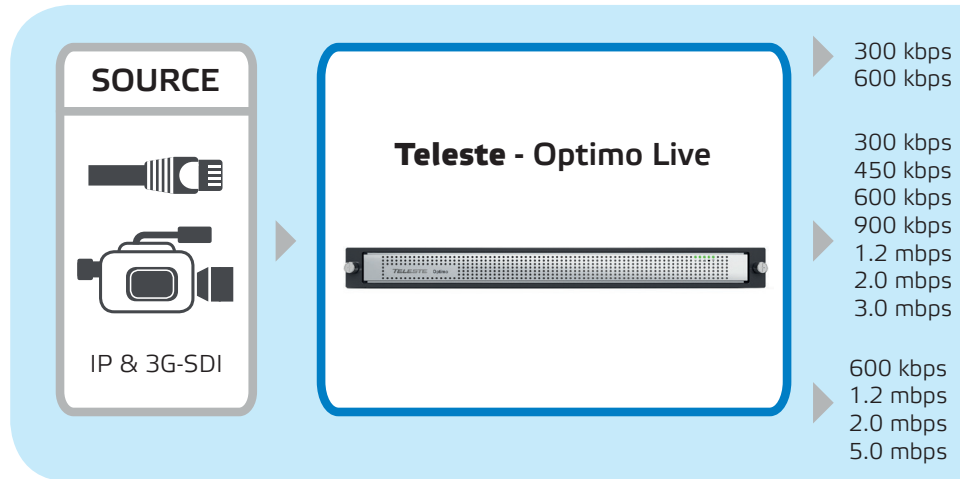 SOURCE
IP & 3G-SDI
Teleste - Optimo Live
TELESTE Optimo
300 kbps
600 kbps
300 kbps
450 kbps
600 kbps
900 kbps
1.2 mbps
2.0 mbps
3.0 mbps
600 kbps
1.2 mbps
2.0 mbps
5.0 mbps